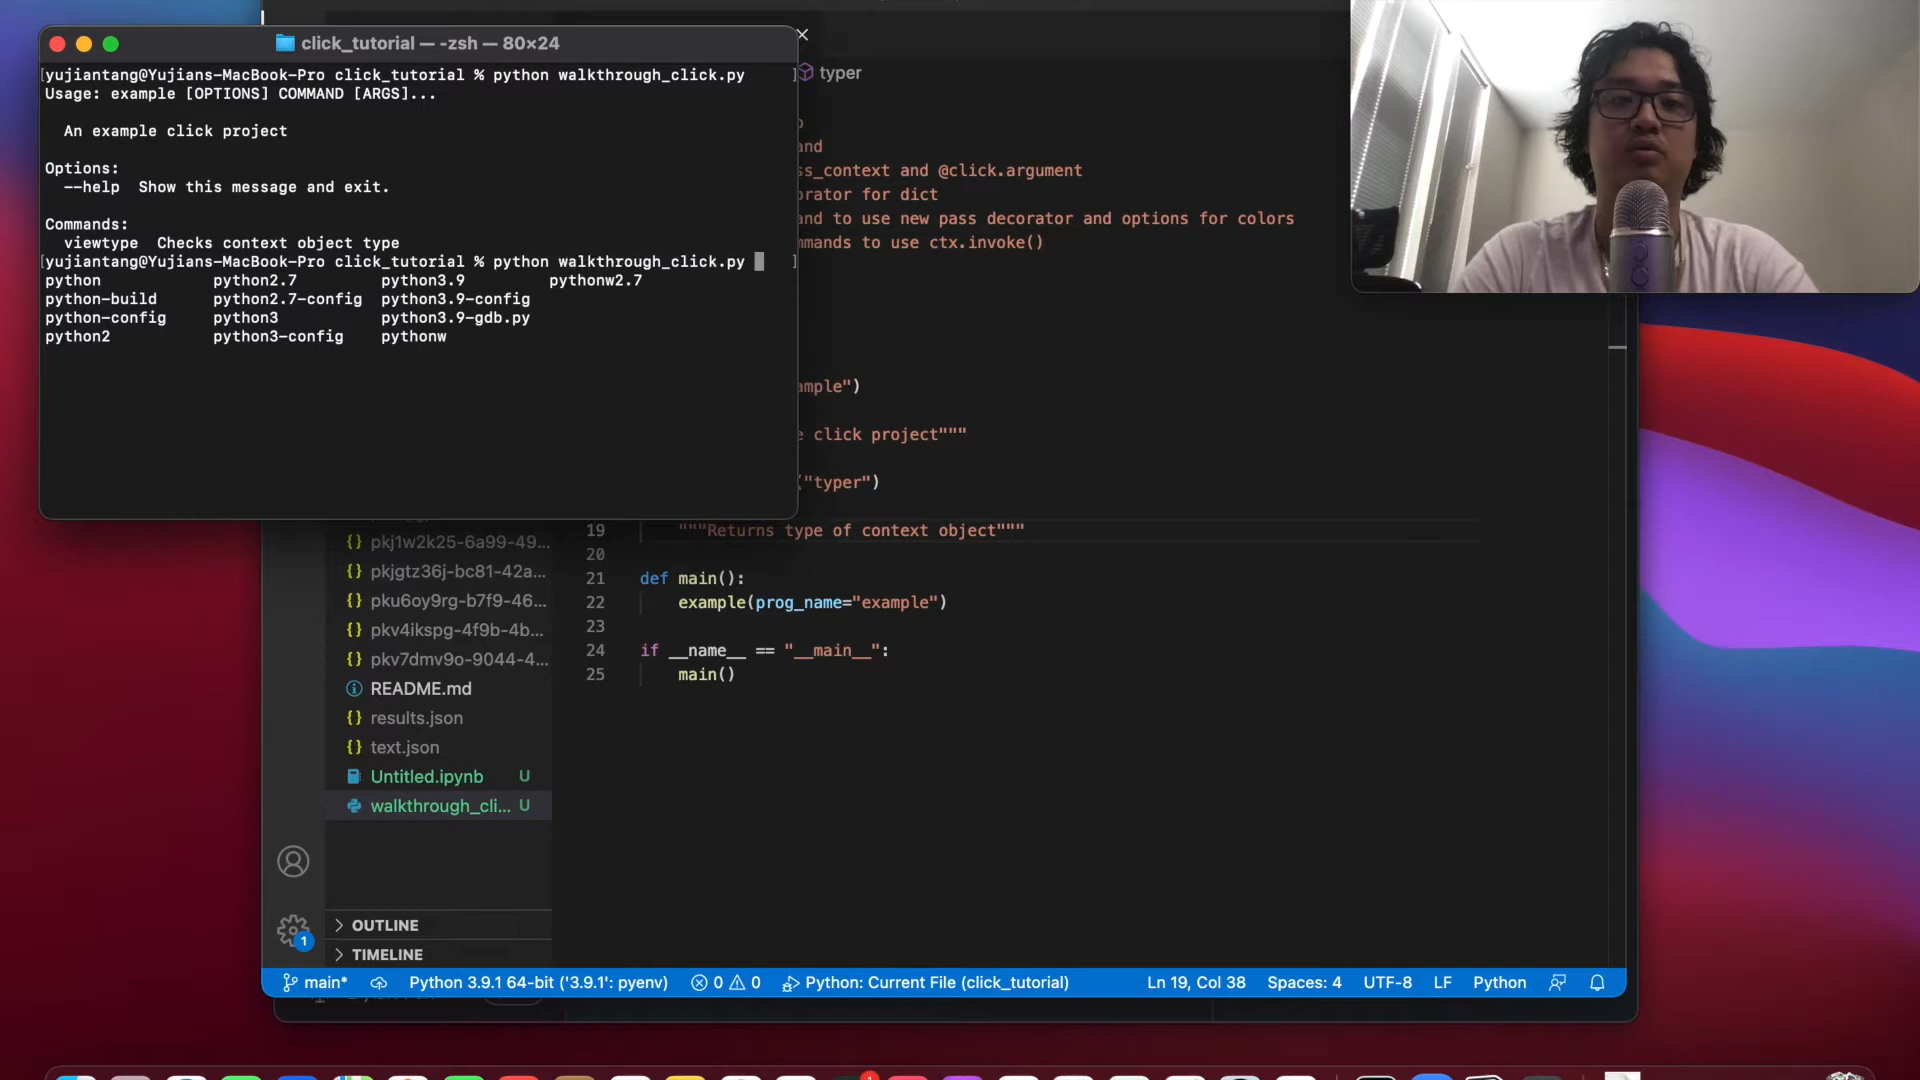 click_tutorial — -zsh — 80×24
[yujiantang@Yujians-MacBook-Pro click_tutorial % python walkthrough_click.py ]
Usage: example [OPTIONS] COMMAND [ARGS]...
An example click project
Options:
--help Show this message and exit.
Commands:
viewtype Checks context object type
[yujiantang@Yujians-MacBook-Pro click_tutorial % python walkthrough_click.py ]
python python2.7 python3.9 pythonw2.7
python-build python2.7-config python3.9-config
python-config python3 python3.9-gdb.py
python2 python3-config pythonw
typer
and
ss_context and @click.argument
orator for dict
and to use new pass decorator and options for colors
mmands to use ctx.invoke()
ample")
e click project"""
("typer")
19 """Returns type of context object"""
20
21 def main():
22 example(prog_name="example")
23
24 if __name__ == "__main__":
25 main()
pkj1w2k25-6a99-49...
pkjgtz36j-bc81-42a...
pku6oy9rg-b7f9-46...
pkv4ikspg-4f9b-4b...
pkv7dmv9o-9044-4...
README.md
results.json
text.json
Untitled.ipynb U
walkthrough_cli... U
OUTLINE
TIMELINE
1
main* Python 3.9.1 64-bit ('3.9.1': pyenv) 0 0 Python: Current File (click_tutorial) Ln 19, Col 38 Spaces: 4 UTF-8 LF Python